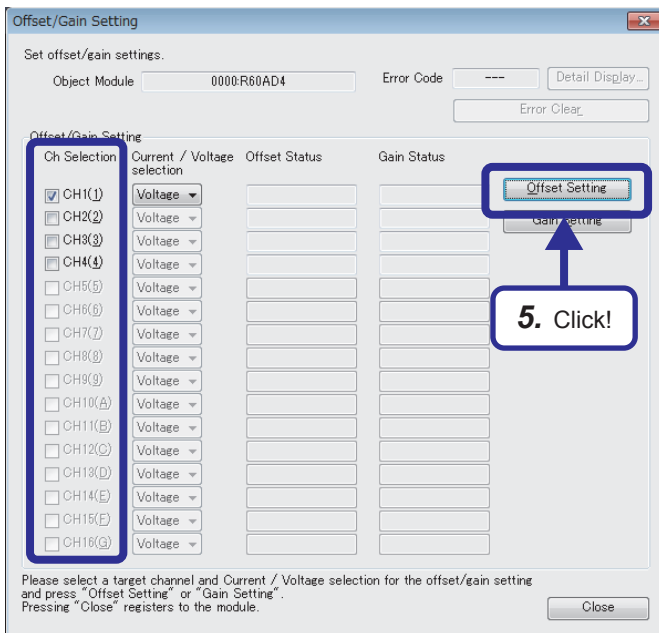 Offset/Gain Setting
Set offset/gain settings.
Object Module 0000:R60AD4 Error Code --- Detail Display...
Error Clear
Offset/Gain Setting
Ch Selection Current / Voltage selection Offset Status Gain Status
CH1(1) Voltage Offset Setting
CH2(2) Voltage Gain Setting
CH3(3) Voltage
CH4(4) Voltage
CH5(5) Voltage
CH6(6) Voltage
5. Click!
CH7(7) Voltage
CH8(8) Voltage
CH9(9) Voltage
CH10(A) Voltage
CH11(B) Voltage
CH12(C) Voltage
CH13(D) Voltage
CH14(E) Voltage
CH15(F) Voltage
CH16(G) Voltage
Please select a target channel and Current / Voltage selection for the offset/gain setting
and press "Offset Setting" or "Gain Setting".
Pressing "Close" registers to the module.
Close